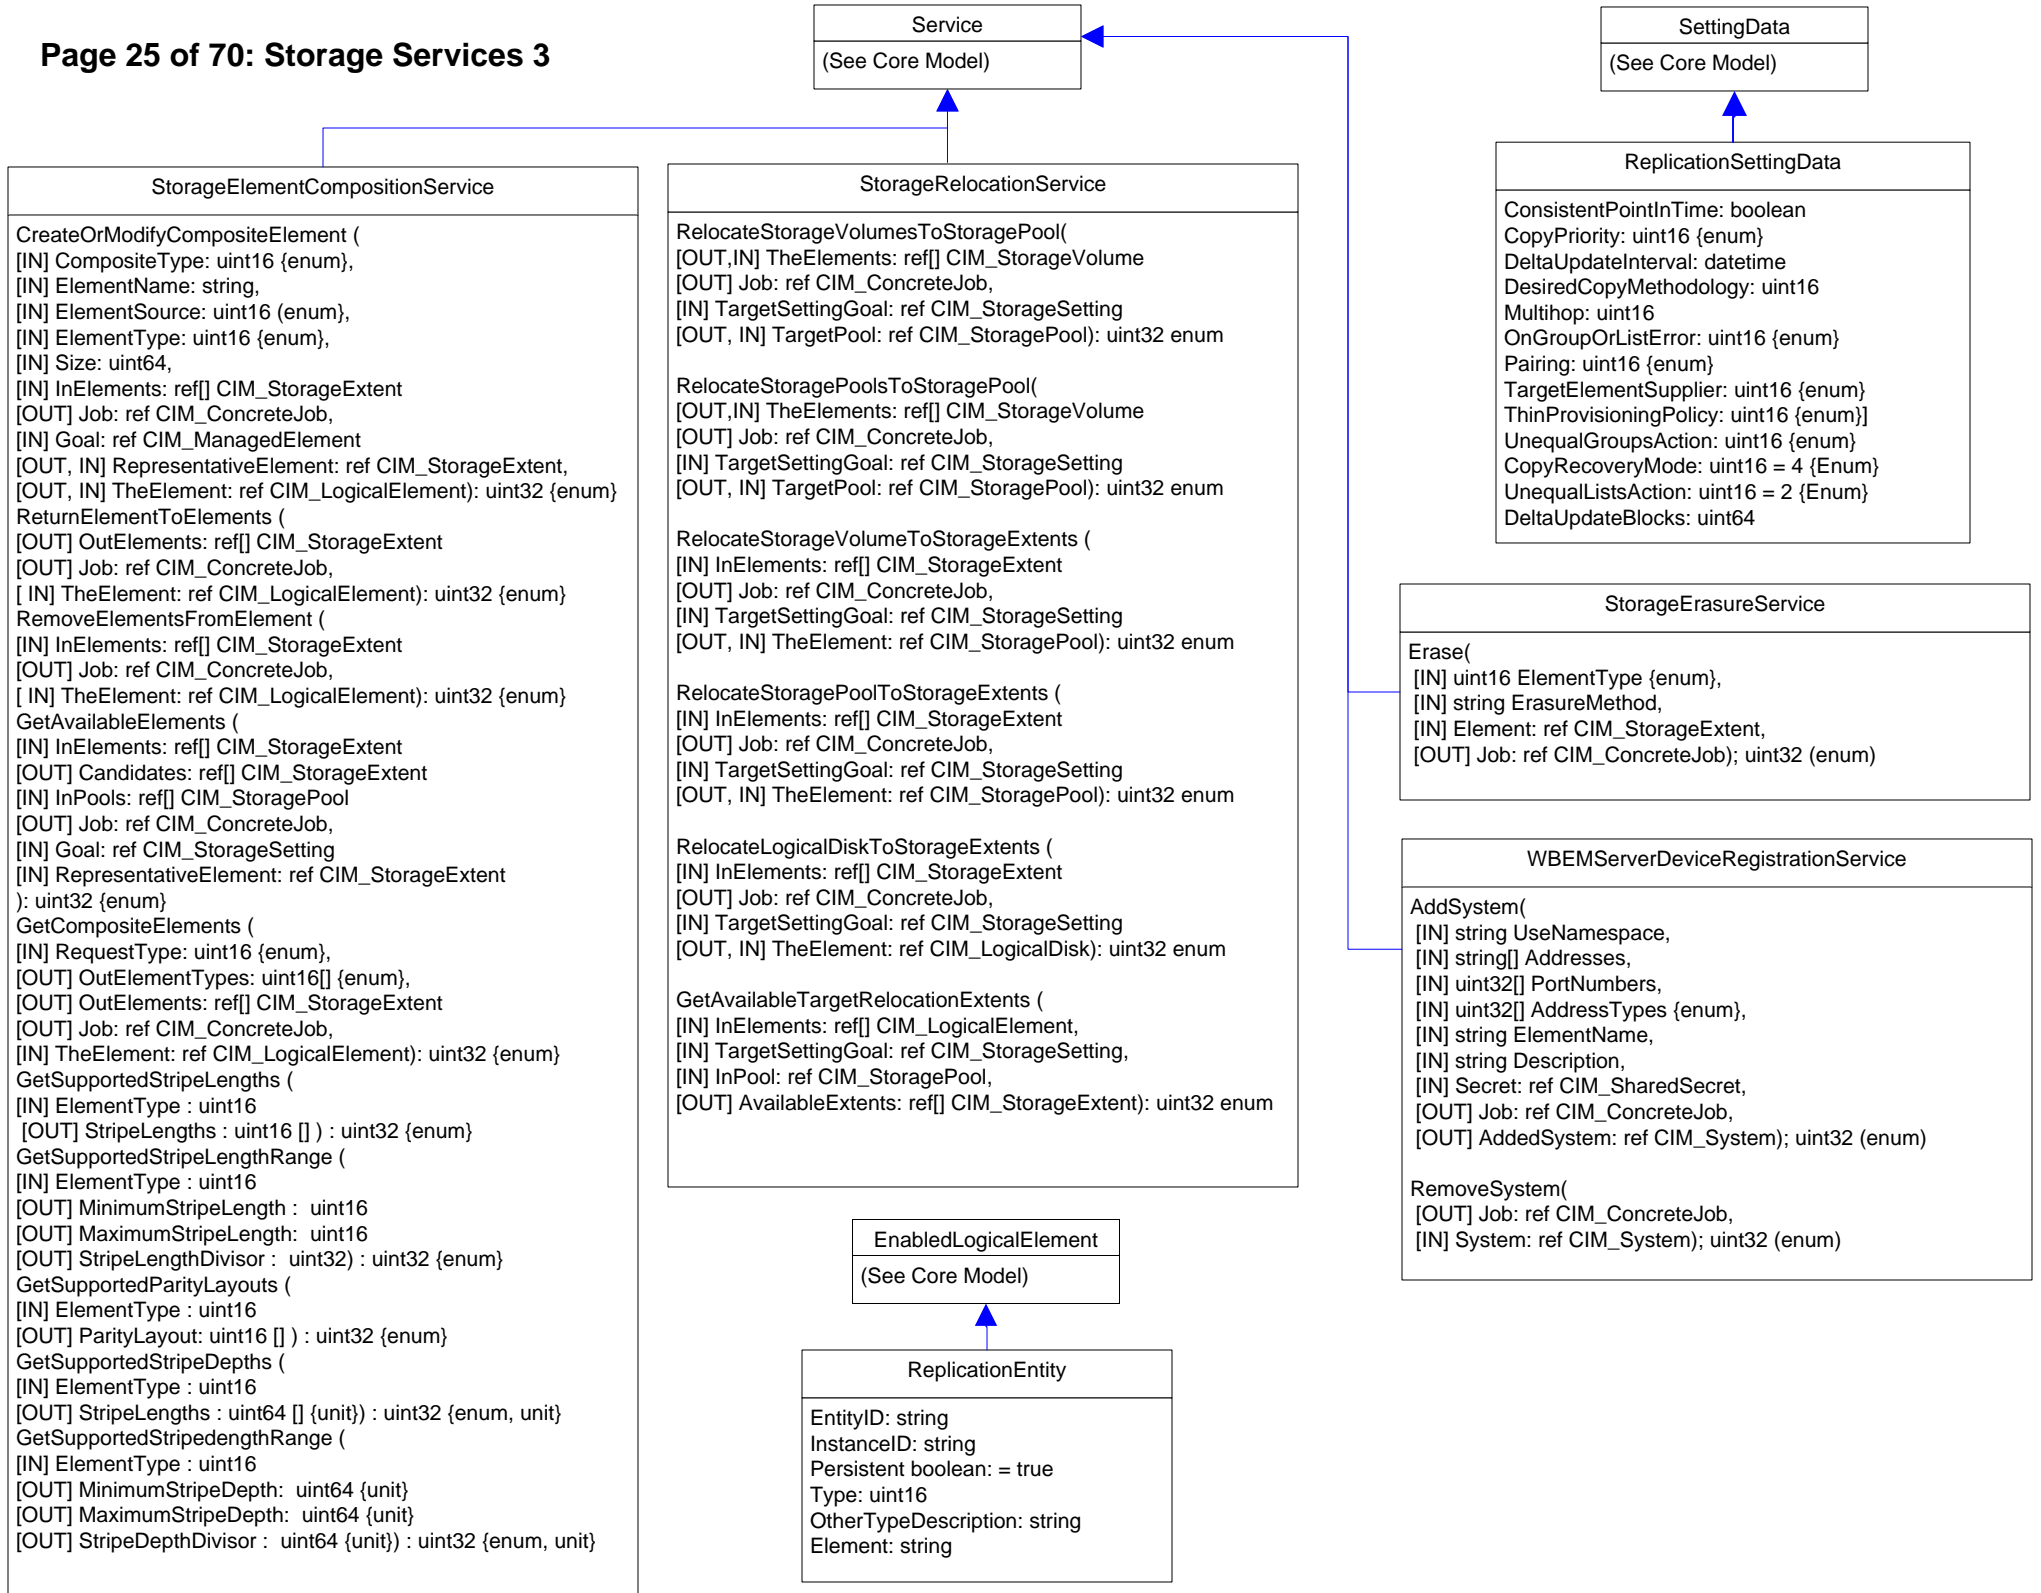 Page 25 of 70: Storage Services 3
Service
(See Core Model)
SettingData
(See Core Model)
StorageElementCompositionService
CreateOrModifyCompositeElement (
[IN] CompositeType: uint16 {enum},
[IN] ElementName: string,
[IN] ElementSource: uint16 (enum},
[IN] ElementType: uint16 {enum},
[IN] Size: uint64,
[IN] InElements: ref[] CIM_StorageExtent
[OUT] Job: ref CIM_ConcreteJob,
[IN] Goal: ref CIM_ManagedElement
[OUT, IN] RepresentativeElement: ref CIM_StorageExtent,
[OUT, IN] TheElement: ref CIM_LogicalElement): uint32 {enum}
ReturnElementToElements (
[OUT] OutElements: ref[] CIM_StorageExtent
[OUT] Job: ref CIM_ConcreteJob,
[ IN] TheElement: ref CIM_LogicalElement): uint32 {enum}
RemoveElementsFromElement (
[IN] InElements: ref[] CIM_StorageExtent
[OUT] Job: ref CIM_ConcreteJob,
[ IN] TheElement: ref CIM_LogicalElement): uint32 {enum}
GetAvailableElements (
[IN] InElements: ref[] CIM_StorageExtent
[OUT] Candidates: ref[] CIM_StorageExtent
[IN] InPools: ref[] CIM_StoragePool
[OUT] Job: ref CIM_ConcreteJob,
[IN] Goal: ref CIM_StorageSetting
[IN] RepresentativeElement: ref CIM_StorageExtent
): uint32 {enum}
GetCompositeElements (
[IN] RequestType: uint16 {enum},
[OUT] OutElementTypes: uint16[] {enum},
[OUT] OutElements: ref[] CIM_StorageExtent
[OUT] Job: ref CIM_ConcreteJob,
[IN] TheElement: ref CIM_LogicalElement): uint32 {enum}
GetSupportedStripeLengths (
[IN] ElementType : uint16
[OUT] StripeLengths : uint16 [] ) : uint32 {enum}
GetSupportedStripeLengthRange (
[IN] ElementType : uint16
[OUT] MinimumStripeLength : uint16
[OUT] MaximumStripeLength: uint16
[OUT] StripeLengthDivisor : uint32) : uint32 {enum}
GetSupportedParityLayouts (
[IN] ElementType : uint16
[OUT] ParityLayout: uint16 [] ) : uint32 {enum}
GetSupportedStripeDepths (
[IN] ElementType : uint16
[OUT] StripeLengths : uint64 [] {unit}) : uint32 {enum, unit}
GetSupportedStripedengthRange (
[IN] ElementType : uint16
[OUT] MinimumStripeDepth: uint64 {unit}
[OUT] MaximumStripeDepth: uint64 {unit}
[OUT] StripeDepthDivisor : uint64 {unit}) : uint32 {enum, unit}
StorageRelocationService
RelocateStorageVolumesToStoragePool(
[OUT,IN] TheElements: ref[] CIM_StorageVolume
[OUT] Job: ref CIM_ConcreteJob,
[IN] TargetSettingGoal: ref CIM_StorageSetting
[OUT, IN] TargetPool: ref CIM_StoragePool): uint32 enum
RelocateStoragePoolsToStoragePool(
[OUT,IN] TheElements: ref[] CIM_StorageVolume
[OUT] Job: ref CIM_ConcreteJob,
[IN] TargetSettingGoal: ref CIM_StorageSetting
[OUT, IN] TargetPool: ref CIM_StoragePool): uint32 enum
RelocateStorageVolumeToStorageExtents (
[IN] InElements: ref[] CIM_StorageExtent
[OUT] Job: ref CIM_ConcreteJob,
[IN] TargetSettingGoal: ref CIM_StorageSetting
[OUT, IN] TheElement: ref CIM_StoragePool): uint32 enum
RelocateStoragePoolToStorageExtents (
[IN] InElements: ref[] CIM_StorageExtent
[OUT] Job: ref CIM_ConcreteJob,
[IN] TargetSettingGoal: ref CIM_StorageSetting
[OUT, IN] TheElement: ref CIM_StoragePool): uint32 enum
RelocateLogicalDiskToStorageExtents (
[IN] InElements: ref[] CIM_StorageExtent
[OUT] Job: ref CIM_ConcreteJob,
[IN] TargetSettingGoal: ref CIM_StorageSetting
[OUT, IN] TheElement: ref CIM_LogicalDisk): uint32 enum
GetAvailableTargetRelocationExtents (
[IN] InElements: ref[] CIM_LogicalElement,
[IN] TargetSettingGoal: ref CIM_StorageSetting,
[IN] InPool: ref CIM_StoragePool,
[OUT] AvailableExtents: ref[] CIM_StorageExtent): uint32 enum
EnabledLogicalElement
(See Core Model)
ReplicationEntity
EntityID: string
InstanceID: string
Persistent boolean: = true
Type: uint16
OtherTypeDescription: string
Element: string
ReplicationSettingData
ConsistentPointInTime: boolean
CopyPriority: uint16 {enum}
DeltaUpdateInterval: datetime
DesiredCopyMethodology: uint16
Multihop: uint16
OnGroupOrListError: uint16 {enum}
Pairing: uint16 {enum}
TargetElementSupplier: uint16 {enum}
ThinProvisioningPolicy: uint16 {enum}]
UnequalGroupsAction: uint16 {enum}
CopyRecoveryMode: uint16 = 4 {Enum}
UnequalListsAction: uint16 = 2 {Enum}
DeltaUpdateBlocks: uint64
StorageErasureService
Erase(
[IN] uint16 ElementType {enum},
[IN] string ErasureMethod,
[IN] Element: ref CIM_StorageExtent,
[OUT] Job: ref CIM_ConcreteJob); uint32 (enum)
WBEMServerDeviceRegistrationService
AddSystem(
[IN] string UseNamespace,
[IN] string[] Addresses,
[IN] uint32[] PortNumbers,
[IN] uint32[] AddressTypes {enum},
[IN] string ElementName,
[IN] string Description,
[IN] Secret: ref CIM_SharedSecret,
[OUT] Job: ref CIM_ConcreteJob,
[OUT] AddedSystem: ref CIM_System); uint32 (enum)
RemoveSystem(
[OUT] Job: ref CIM_ConcreteJob,
[IN] System: ref CIM_System); uint32 (enum)